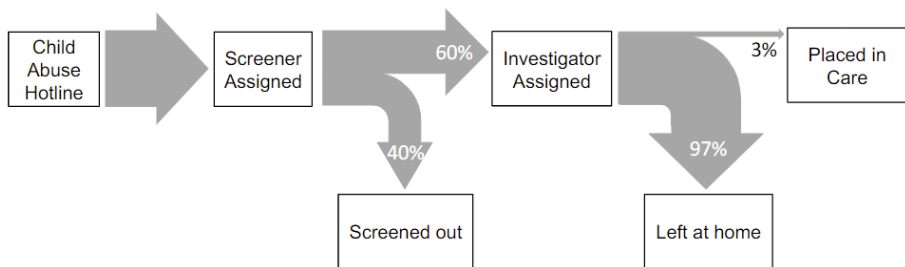 Child
Abuse
Hotline
Screener
Assigned
60%
40%
Screened out
Investigator
Assigned
3%
97%
Placed in
Care
Left at home